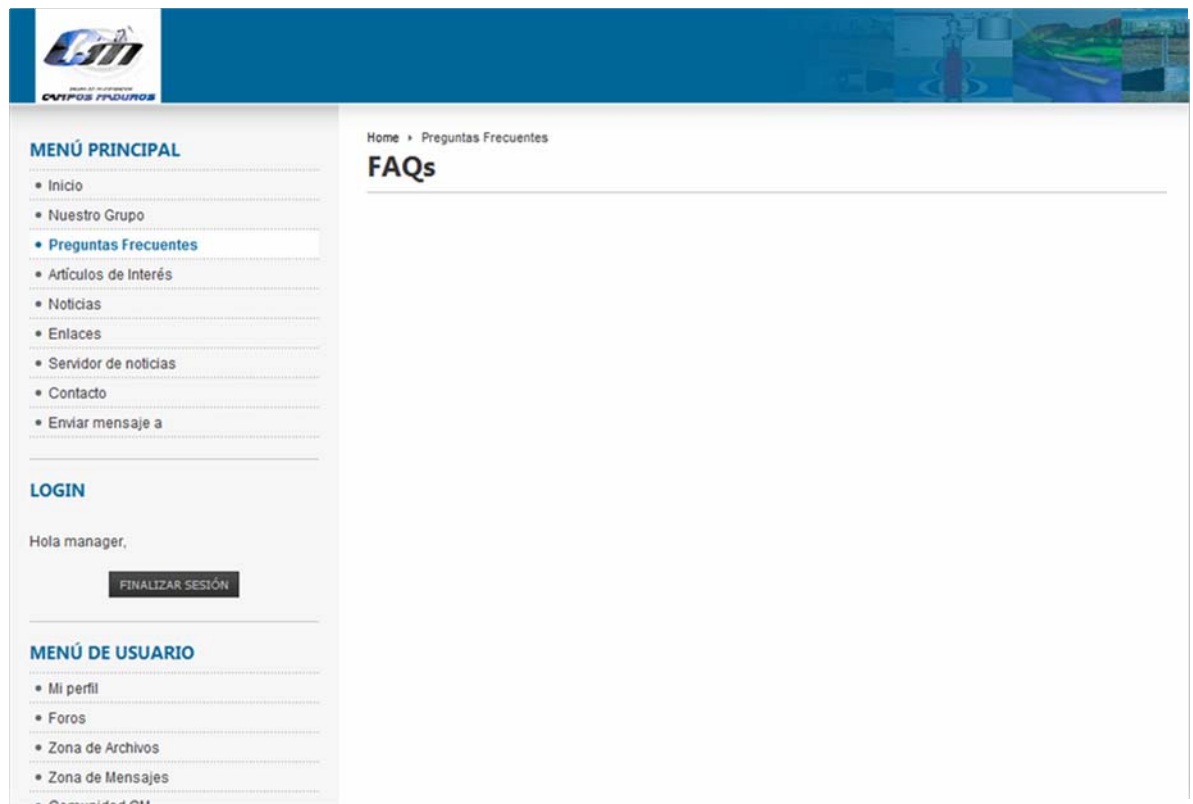 CAMPOS MADUROS
MENÚ PRINCIPAL
Inicio
Nuestro Grupo
Preguntas Frecuentes
Artículos de Interés
Noticias
Enlaces
Servidor de noticias
Contacto
Enviar mensaje a
LOGIN
Hola manager,
FINALIZAR SESIÓN
MENÚ DE USUARIO
Mi perfil
Foros
Zona de Archivos
Zona de Mensajes
Home ▸ Preguntas Frecuentes
FAQs